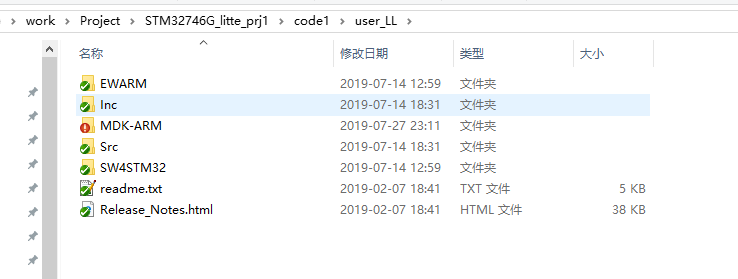 work › Project › STM32746G_litte_prj1 › code1 › user_LL ›
名称 修改日期 类型 大小
EWARM 2019-07-14 12:59 文件夹
Inc 2019-07-14 18:31 文件夹
MDK-ARM 2019-07-27 23:11 文件夹
Src 2019-07-14 18:31 文件夹
SW4STM32 2019-07-14 12:59 文件夹
readme.txt 2019-02-07 18:41 TXT 文件 5 KB
Release_Notes.html 2019-02-07 18:41 HTML 文件 38 KB